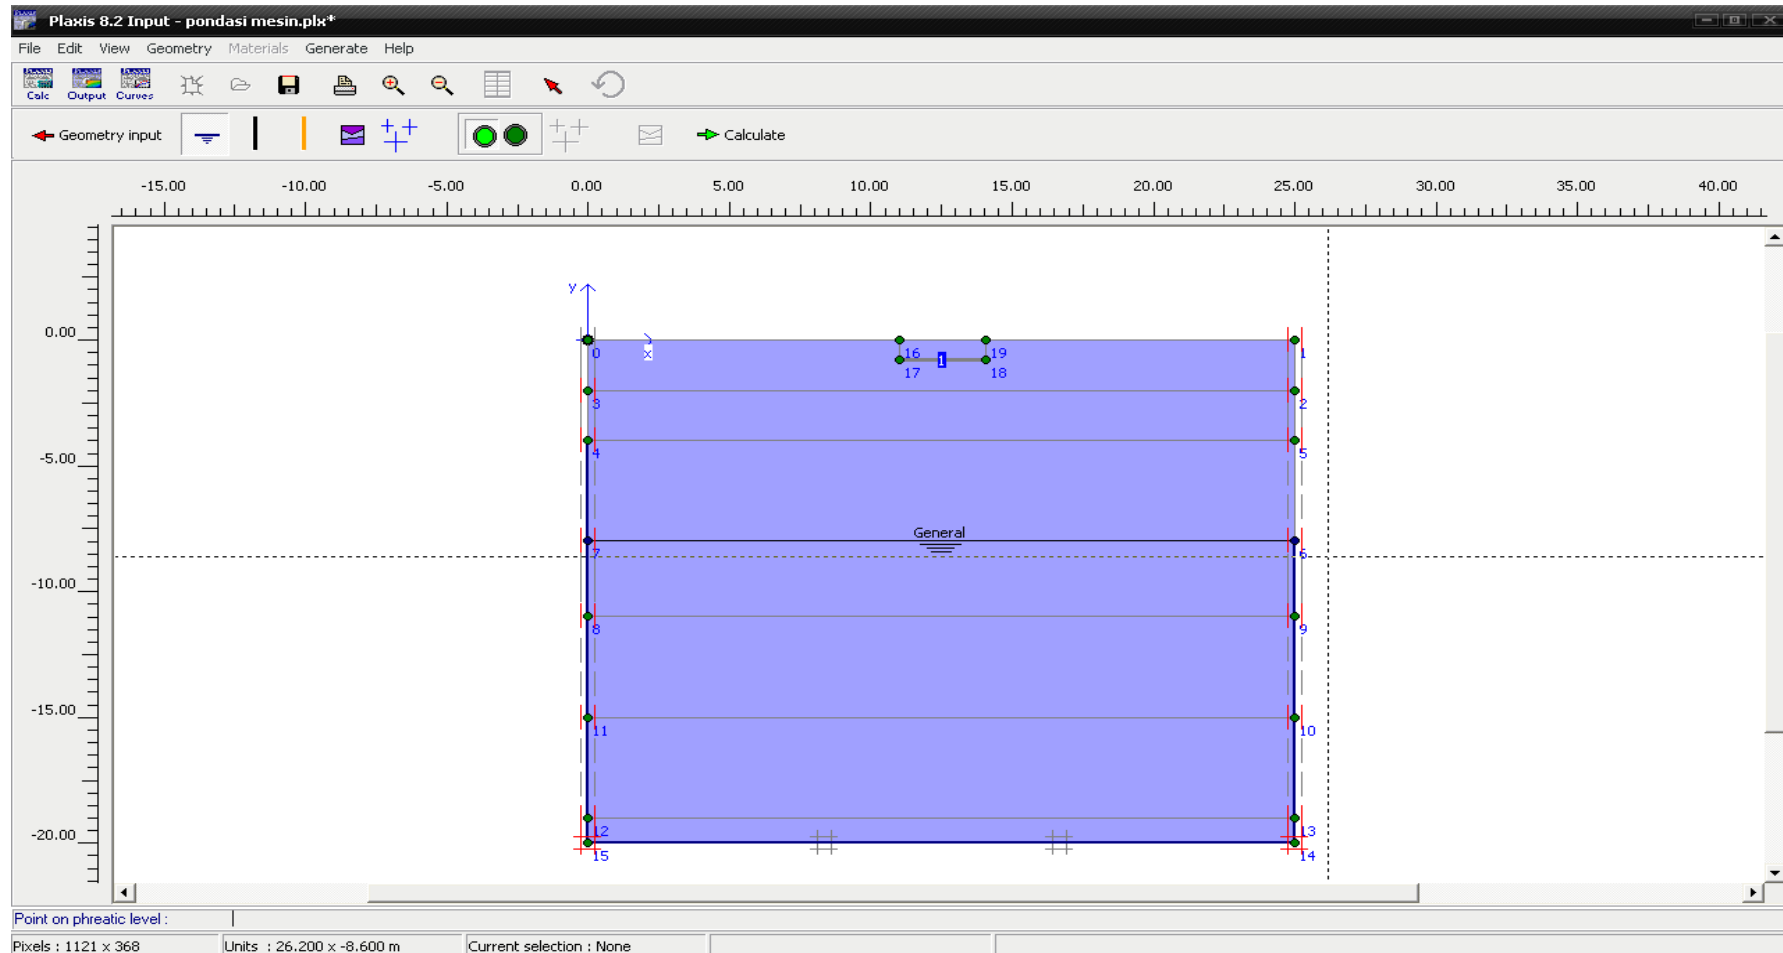 Plaxis 8.2 Input - pondasi mesin.plx*
File Edit View Geometry Materials Generate Help
Calc Output Curves
Geometry input Calculate
-15.00 -10.00 -5.00 0.00 5.00 10.00 15.00 20.00 25.00 30.00 35.00 40.00
y
0.00
0 x 16 1 19 1
17 18
3 2
-5.00 4 5
General
7 6
-10.00
8 9
-15.00
11 10
-20.00 12 13
15 14
Point on phreatic level :
Pixels : 1121 x 368 Units : 26.200 x -8.600 m Current selection : None